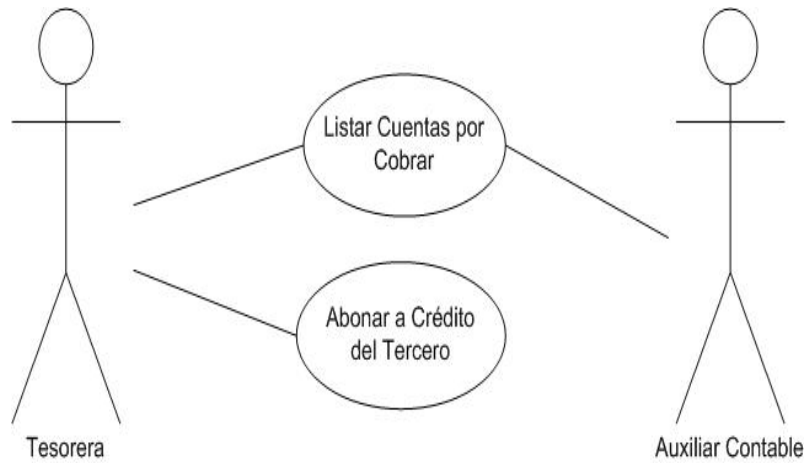 Listar Cuentas por
Cobrar
Abonar a Crédito
del Tercero
Tesorera
Auxiliar Contable